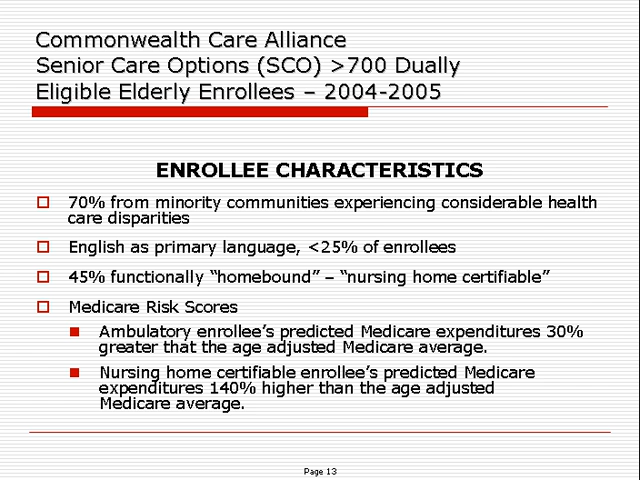 Commonwealth Care Alliance
Senior Care Options (SCO) >700 Dually
Eligible Elderly Enrollees – 2004-2005
ENROLLEE CHARACTERISTICS
70% from minority communities experiencing considerable health
care disparities
English as primary language, <25% of enrollees
45% functionally “homebound” – “nursing home certifiable”
Medicare Risk Scores
Ambulatory enrollee’s predicted Medicare expenditures 30%
greater that the age adjusted Medicare average.
Nursing home certifiable enrollee’s predicted Medicare
expenditures 140% higher than the age adjusted
Medicare average.
Page 13